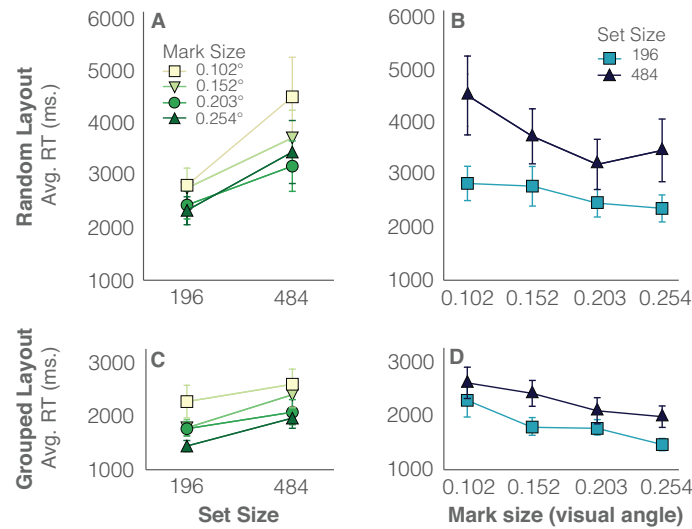 A
B
Random Layout
Avg. RT (ms.)
6000
5000
4000
3000
2000
1000
Mark Size
0.102°
0.152°
0.203°
0.254°
196
484
6000
5000
4000
3000
2000
1000
Set Size
196
484
0.102 0.152 0.203 0.254
C
D
Grouped Layout
Avg. RT (ms.)
3000
2000
1000
196
484
Set Size
3000
2000
1000
0.102 0.152 0.203 0.254
Mark size (visual angle)